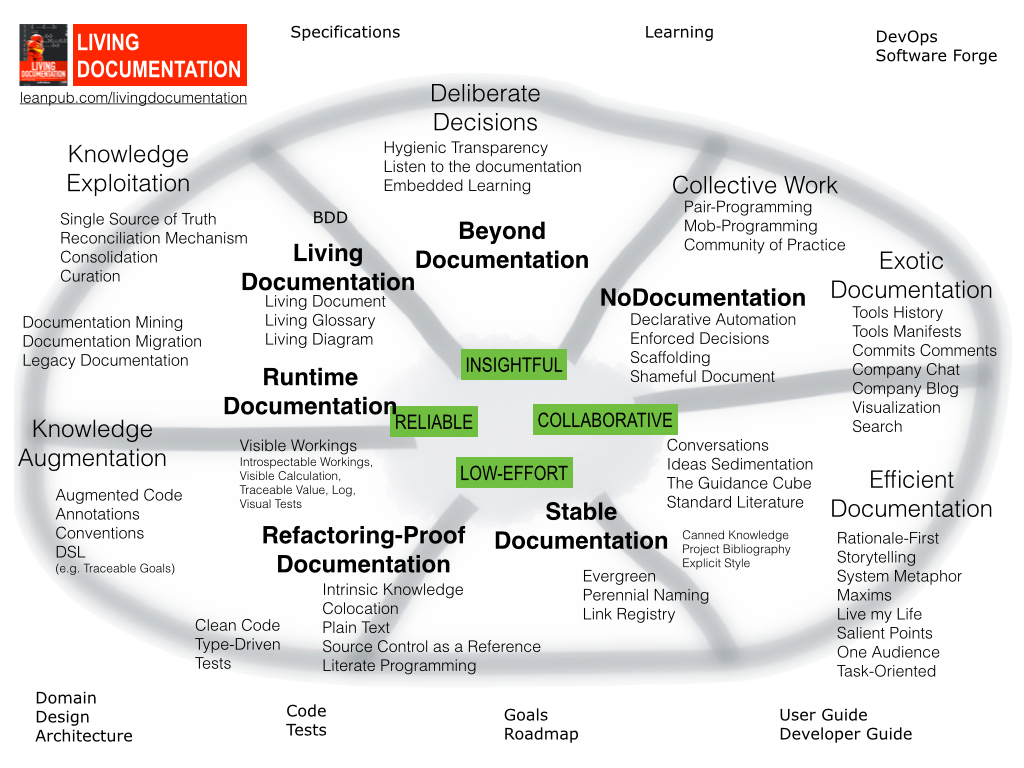 LIVING
DOCUMENTATION
LIVING
DOCUMENTATION
leanpub.com/livingdocumentation
Specifications
Learning
DevOps
Software Forge
Deliberate
Decisions
Hygienic Transparency
Listen to the documentation
Embedded Learning
Knowledge
Exploitation
Single Source of Truth
Reconciliation Mechanism
Consolidation
Curation
Documentation Mining
Documentation Migration
Legacy Documentation
BDD
Living
Documentation
Living Document
Living Glossary
Living Diagram
Beyond
Documentation
Collective Work
Pair-Programming
Mob-Programming
Community of Practice
NoDocumentation
Declarative Automation
Enforced Decisions
Scaffolding
Shameful Document
Exotic
Documentation
Tools History
Tools Manifests
Commits Comments
Company Chat
Company Blog
Visualization
Search
INSIGHTFUL
RELIABLE
COLLABORATIVE
LOW-EFFORT
Runtime
Documentation
Visible Workings
Introspectable Workings,
Visible Calculation,
Traceable Value, Log,
Visual Tests
Knowledge
Augmentation
Augmented Code
Annotations
Conventions
DSL
(e.g. Traceable Goals)
Conversations
Ideas Sedimentation
The Guidance Cube
Standard Literature
Canned Knowledge
Project Bibliography
Explicit Style
Efficient
Documentation
Rationale-First
Storytelling
System Metaphor
Maxims
Live my Life
Salient Points
One Audience
Task-Oriented
Refactoring-Proof
Documentation
Intrinsic Knowledge
Colocation
Plain Text
Source Control as a Reference
Literate Programming
Clean Code
Type-Driven
Tests
Stable
Documentation
Evergreen
Perennial Naming
Link Registry
Domain
Design
Architecture
Code
Tests
Goals
Roadmap
User Guide
Developer Guide